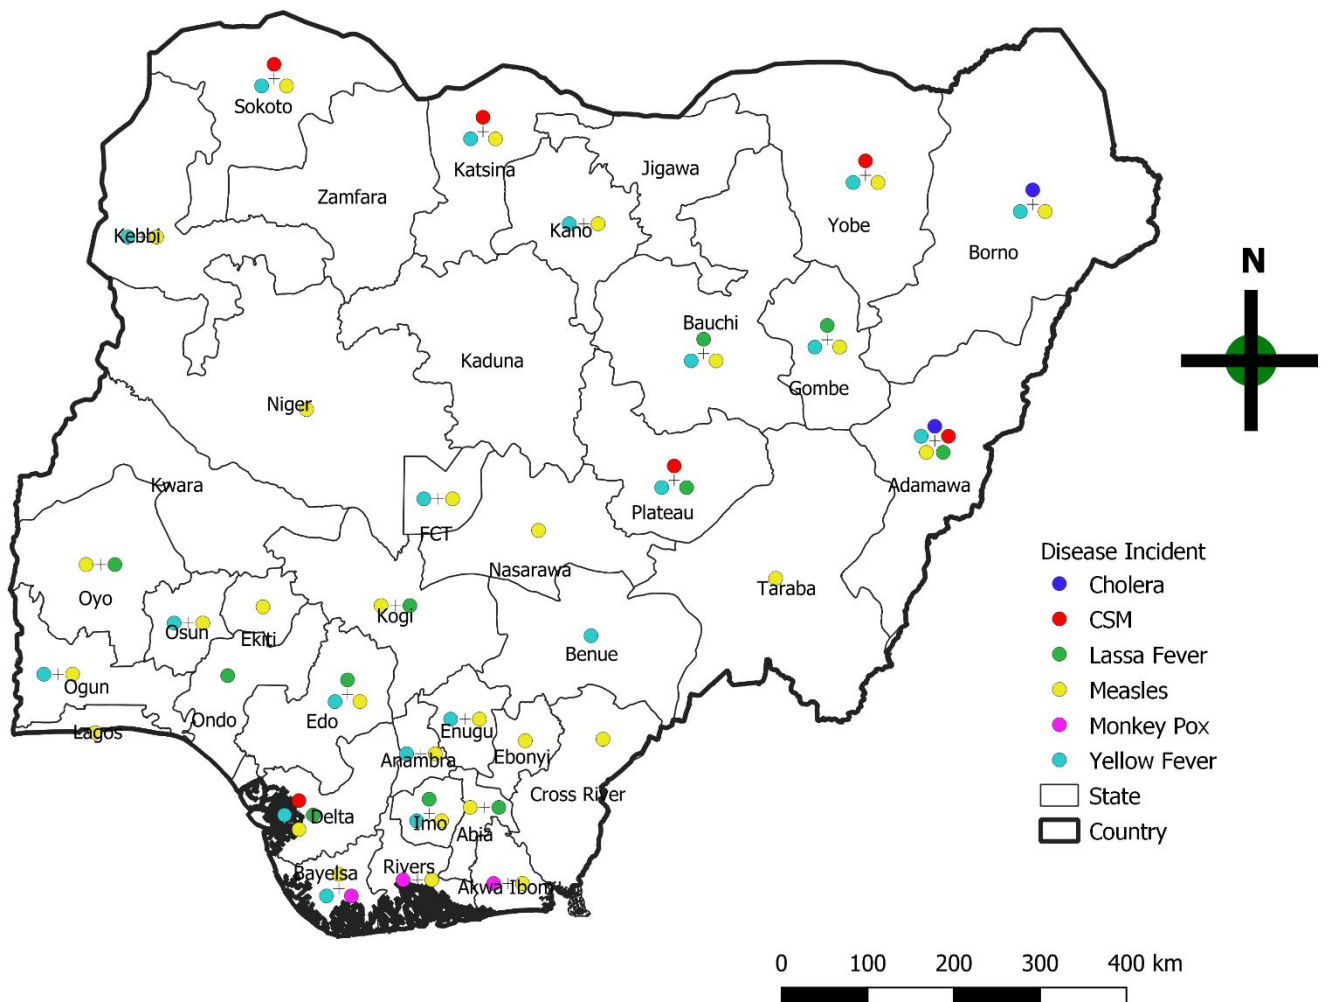 Sokoto
Katsina
Jigawa
Zamfara
Kano
Yobe
Kebbi
Borno
N
Bauchi
Kaduna
Gombe
Niger
Kwara
Adamawa
Plateau
FCT
Nasarawa
Taraba
Oyo
Kogi
Osun
Ekiti
Benue
Ogun
Ondo
Edo
Lagos
Enugu
Anambra
Ebonyi
Cross River
Delta
Imo
Abia
Bayelsa
Rivers
Akwa Ibom
Disease Incident
Cholera
CSM
Lassa Fever
Measles
Monkey Pox
Yellow Fever
State
Country
0 100 200 300 400 km